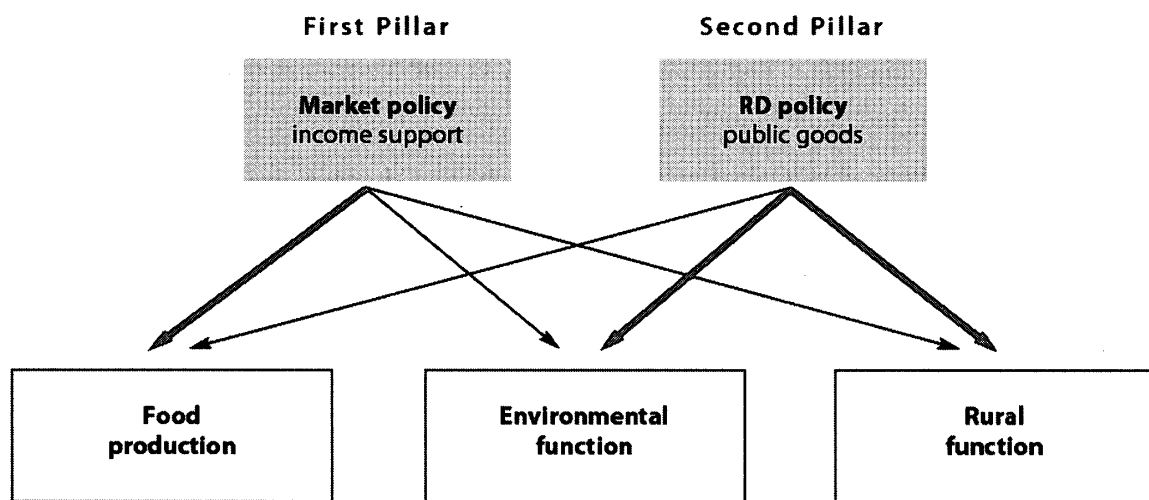 First Pillar
Second Pillar
Market policy
income support
RD policy
public goods
Food
production
Environmental
function
Rural
function